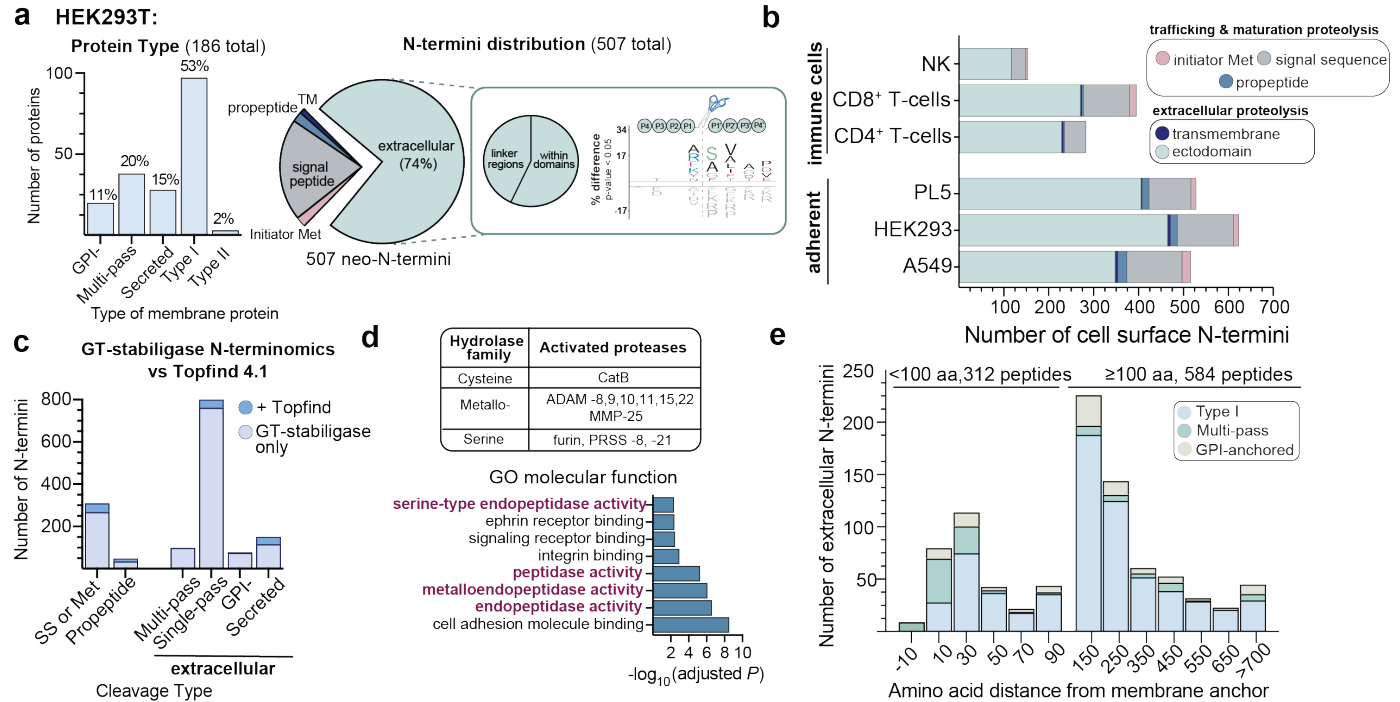 a HEK293T:
Protein Type (186 total)
Number of proteins
100
50
11%
20%
15%
53%
2%
GPI-
Multi-pass
Secreted
Type I
Type II
Type of membrane protein
N-termini distribution (507 total)
propeptide
TM
signal
peptide
Initiator Met
extracellular
(74%)
507 neo-N-termini
linker
regions
within
domains
% difference
p-value < 0.05
34
17
-17
P4 P3 P2 P1 P1' P2' P3' P4'
b
immune cells
adherent
NK
CD8+ T-cells
CD4+ T-cells
PL5
HEK293
A549
100 200 300 400 500 600 700
Number of cell surface N-termini
trafficking & maturation proteolysis
initiator Met signal sequence
propeptide
extracellular proteolysis
transmembrane
ectodomain
c
GT-stabiligase N-terminomics
vs Topfind 4.1
Number of N-termini
800
600
400
200
+ Topfind
GT-stabiligase
only
SS or Met
Propeptide
Multi-pass
Single-pass
GPI-
Secreted
extracellular
Cleavage Type
d
Hydrolase
family
Activated proteases
Cysteine CatB
Metallo- ADAM -8,9,10,11,15,22
MMP-25
Serine furin, PRSS -8, -21
GO molecular function
serine-type endopeptidase activity
ephrin receptor binding
signaling receptor binding
integrin binding
peptidase activity
metalloendopeptidase activity
endopeptidase activity
cell adhesion molecule binding
2 4 6 8 10
-log10(adjusted P)
e
<100 aa,312 peptides
≥100 aa, 584 peptides
Number of extracellular N-termini
250
200
150
100
50
Type I
Multi-pass
GPI-anchored
-10 10 30 50 70 90 150 250 350 450 550 650 >700
Amino acid distance from membrane anchor